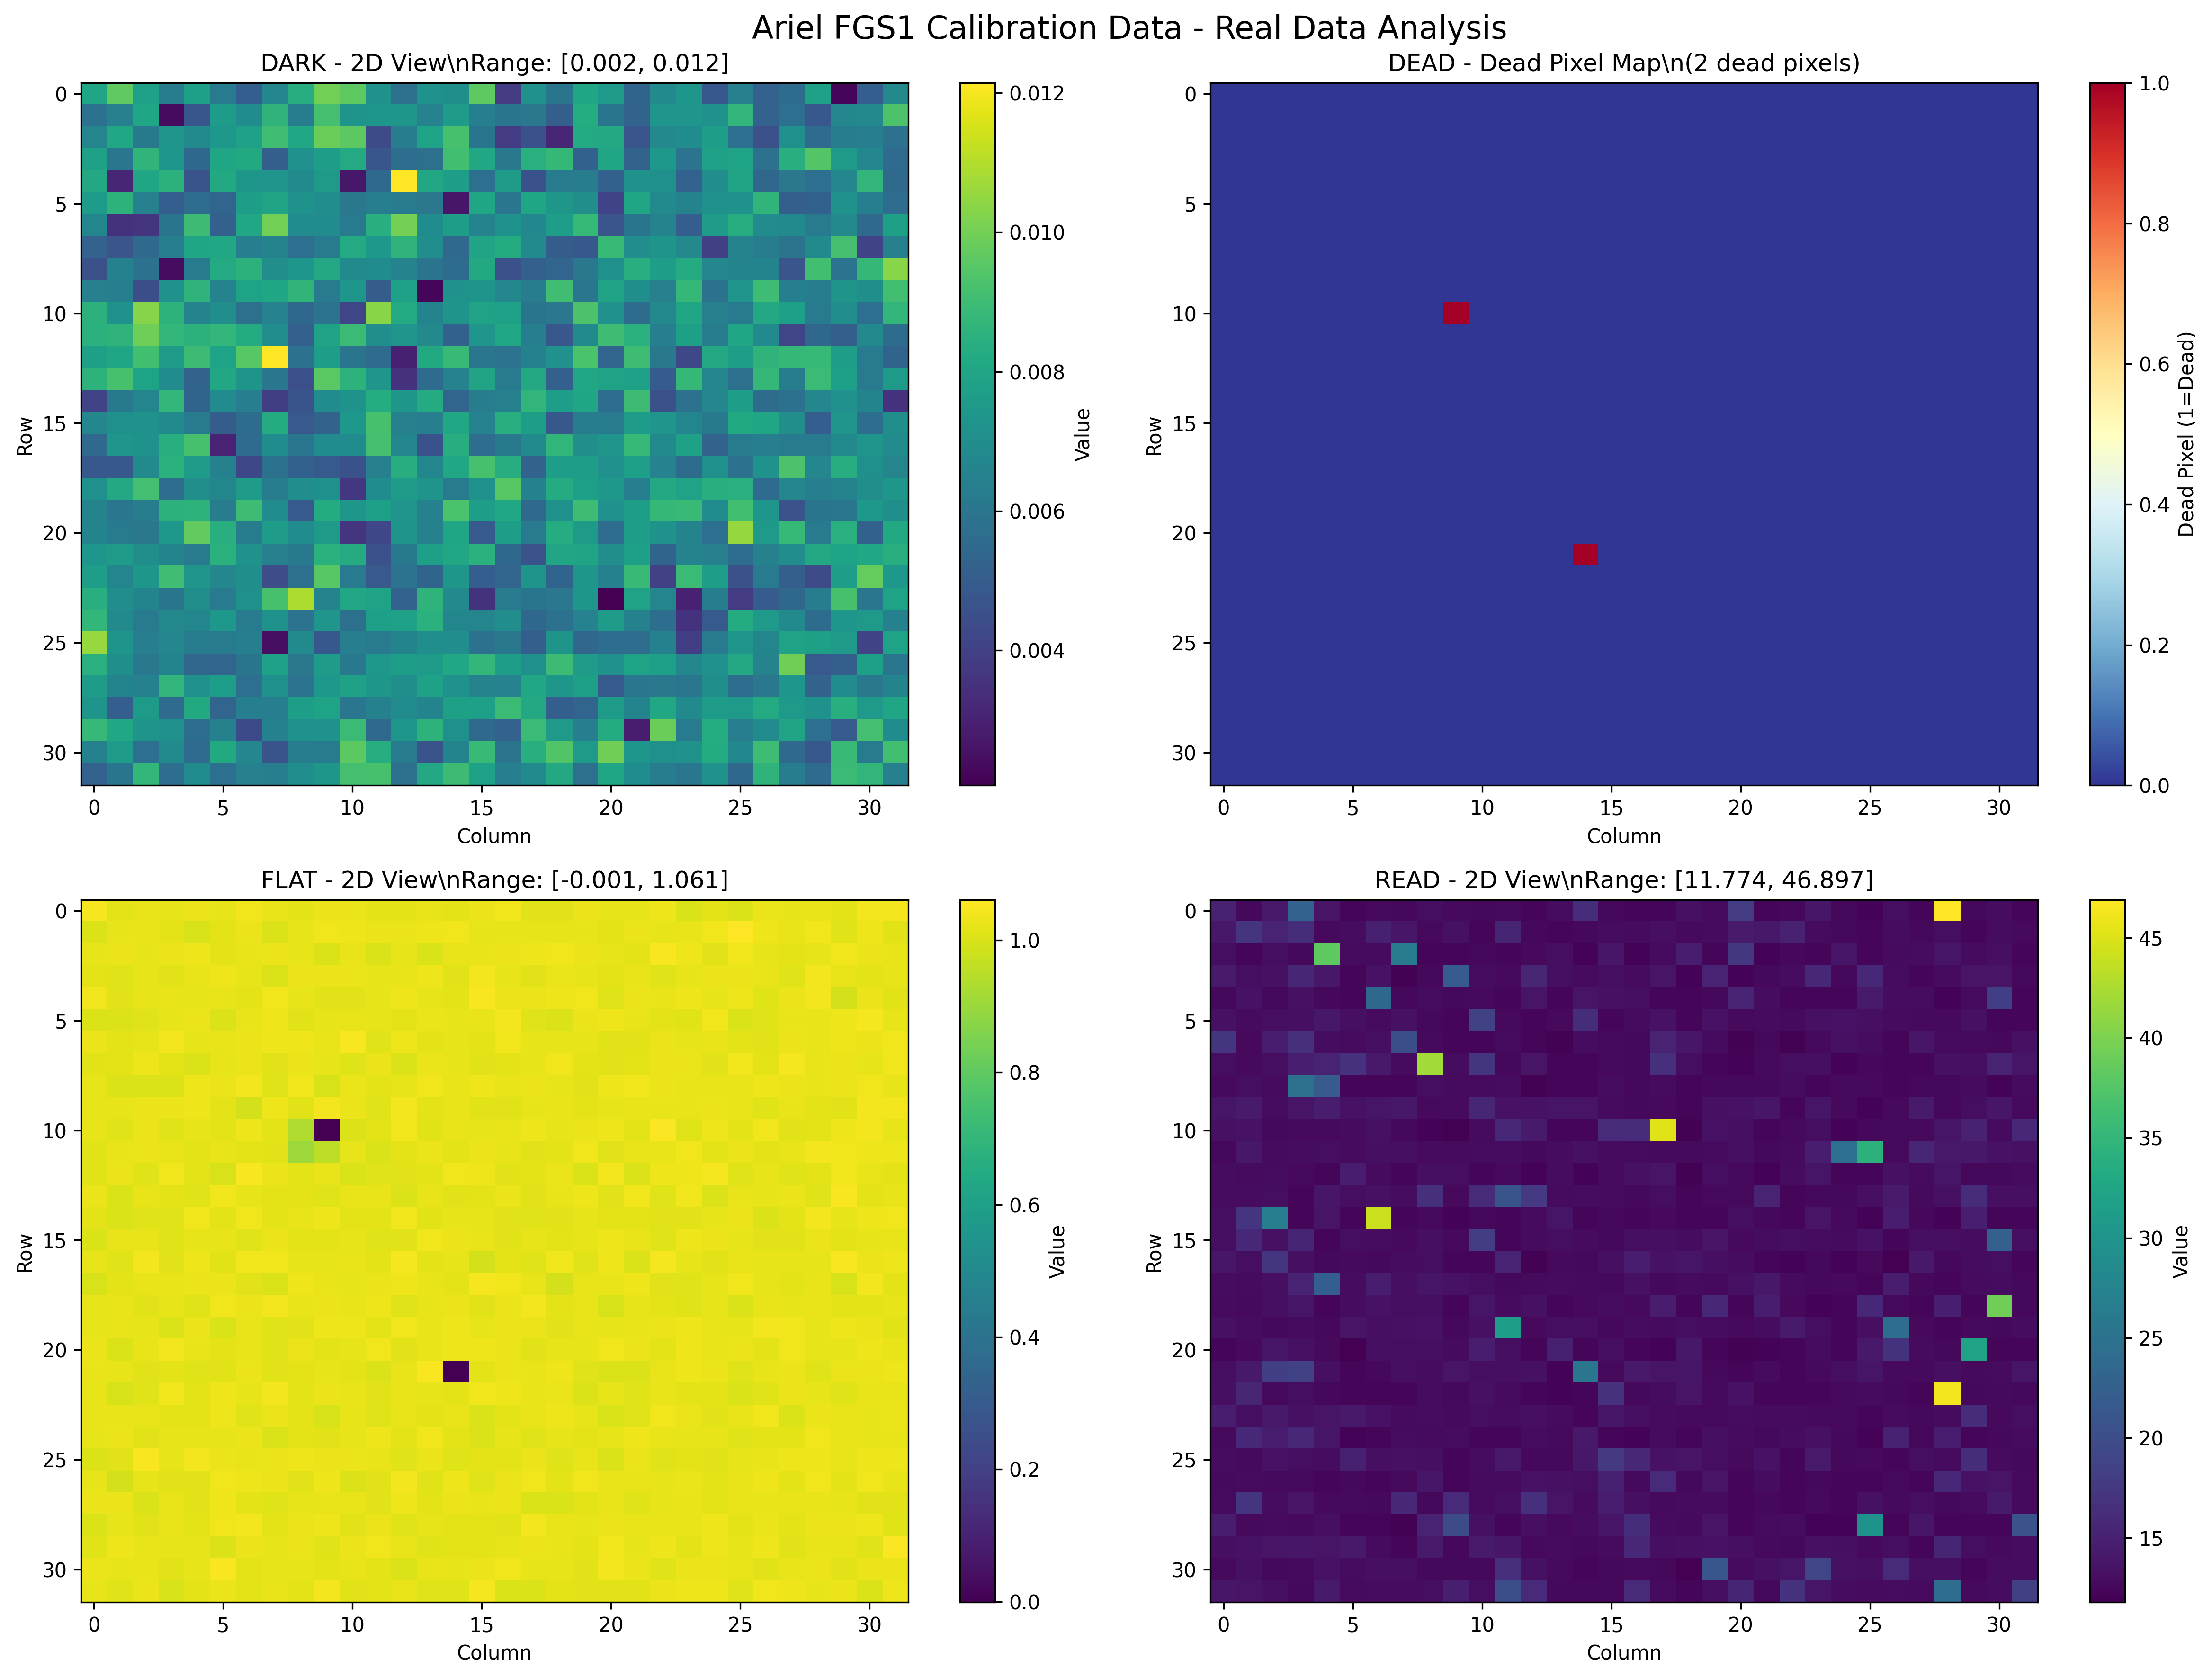 Ariel FGS1 Calibration Data - Real Data Analysis
DARK - 2D View\nRange: [0.002, 0.012]
0
5
10
15
20
25
30
Row
0 5 10 15 20 25 30
Column
0.012
0.010
0.008
0.006
0.004
Value
DEAD - Dead Pixel Map\n(2 dead pixels)
0
5
10
15
20
25
30
Row
0 5 10 15 20 25 30
Column
1.0
0.8
0.6
0.4
0.2
0.0
Dead Pixel (1=Dead)
FLAT - 2D View\nRange: [-0.001, 1.061]
0
5
10
15
20
25
30
Row
0 5 10 15 20 25 30
Column
1.0
0.8
0.6
0.4
0.2
0.0
Value
READ - 2D View\nRange: [11.774, 46.897]
0
5
10
15
20
25
30
Row
0 5 10 15 20 25 30
Column
45
40
35
30
25
20
15
Value